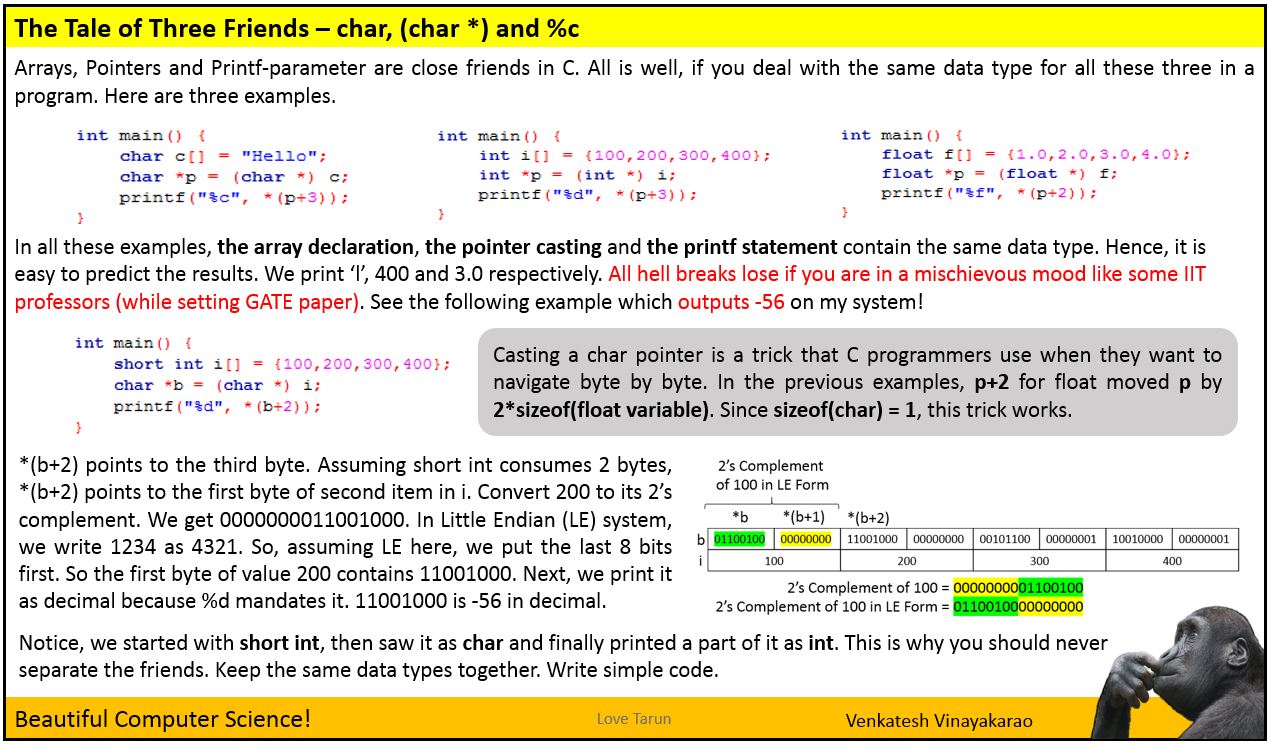 The Tale of Three Friends – char, (char *) and %c
Arrays, Pointers and Printf-parameter are close friends in C. All is well, if you deal with the same data type for all these three in a
program. Here are three examples.
int main() {
char c[] = "Hello";
char *p = (char *) c;
printf("%c", *(p+3));
}
int main() {
int i[] = {100,200,300,400};
int *p = (int *) i;
printf("%d", *(p+3));
}
int main() {
float f[] = {1.0,2.0,3.0,4.0};
float *p = (float *) f;
printf("%f", *(p+2));
}
In all these examples, the array declaration, the pointer casting and the printf statement contain the same data type. Hence, it is
easy to predict the results. We print ‘l’, 400 and 3.0 respectively. All hell breaks lose if you are in a mischievous mood like some IIT
professors (while setting GATE paper). See the following example which outputs -56 on my system!
int main() {
short int i[] = {100,200,300,400};
char *b = (char *) i;
printf("%d", *(b+2));
}
Casting a char pointer is a trick that C programmers use when they want to
navigate byte by byte. In the previous examples, p+2 for float moved p by
2*sizeof(float variable). Since sizeof(char) = 1, this trick works.
*(b+2) points to the third byte. Assuming short int consumes 2 bytes,
*(b+2) points to the first byte of second item in i. Convert 200 to its 2’s
complement. We get 0000000011001000. In Little Endian (LE) system,
we write 1234 as 4321. So, assuming LE here, we put the last 8 bits
first. So the first byte of value 200 contains 11001000. Next, we print it
as decimal because %d mandates it. 11001000 is -56 in decimal.
2’s Complement
of 100 in LE Form
*b *(b+1) *(b+2)
b 01100100 00000000 11001000 00000000 00101100 00000001 10010000 00000001
i 100 200 300 400
2’s Complement of 100 = 0000000001100100
2’s Complement of 100 in LE Form = 0110010000000000
Notice, we started with short int, then saw it as char and finally printed a part of it as int. This is why you should never
separate the friends. Keep the same data types together. Write simple code.
Beautiful Computer Science!
Love Tarun
Venkatesh Vinayakarao